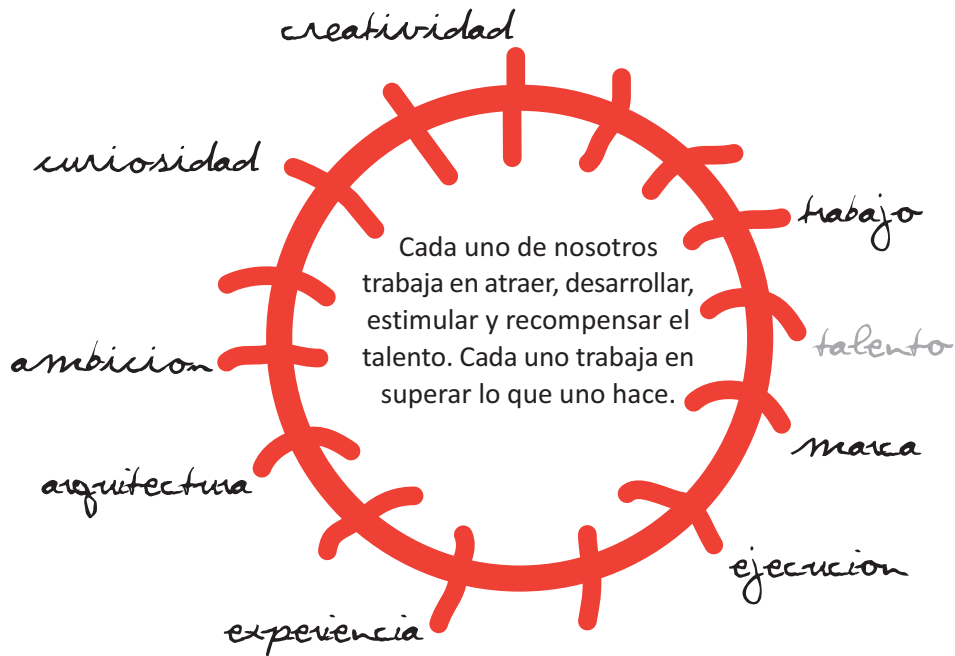 creatividad
curiosidad
trabajo
Cada uno de nosotros
trabaja en atraer, desarrollar,
estimular y recompensar el
talento. Cada uno trabaja en
superar lo que uno hace.
talento
ambicion
marca
arquitectura
ejecucion
experiencia